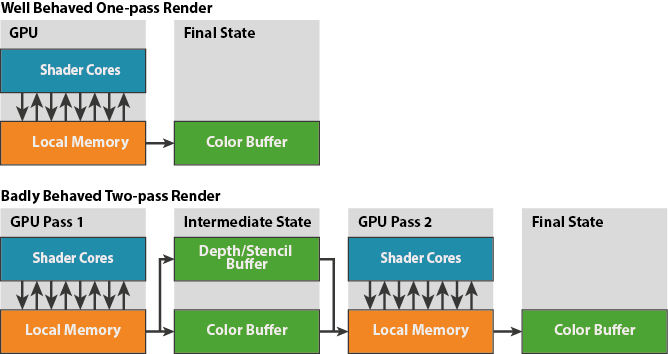 Well Behaved One-pass Render
GPU
Final State
Shader Cores
Local Memory
Color Buffer
Badly Behaved Two-pass Render
GPU Pass 1
Intermediate State
GPU Pass 2
Final State
Shader Cores
Depth/Stencil
Buffer
Shader Cores
Local Memory
Color Buffer
Local Memory
Color Buffer